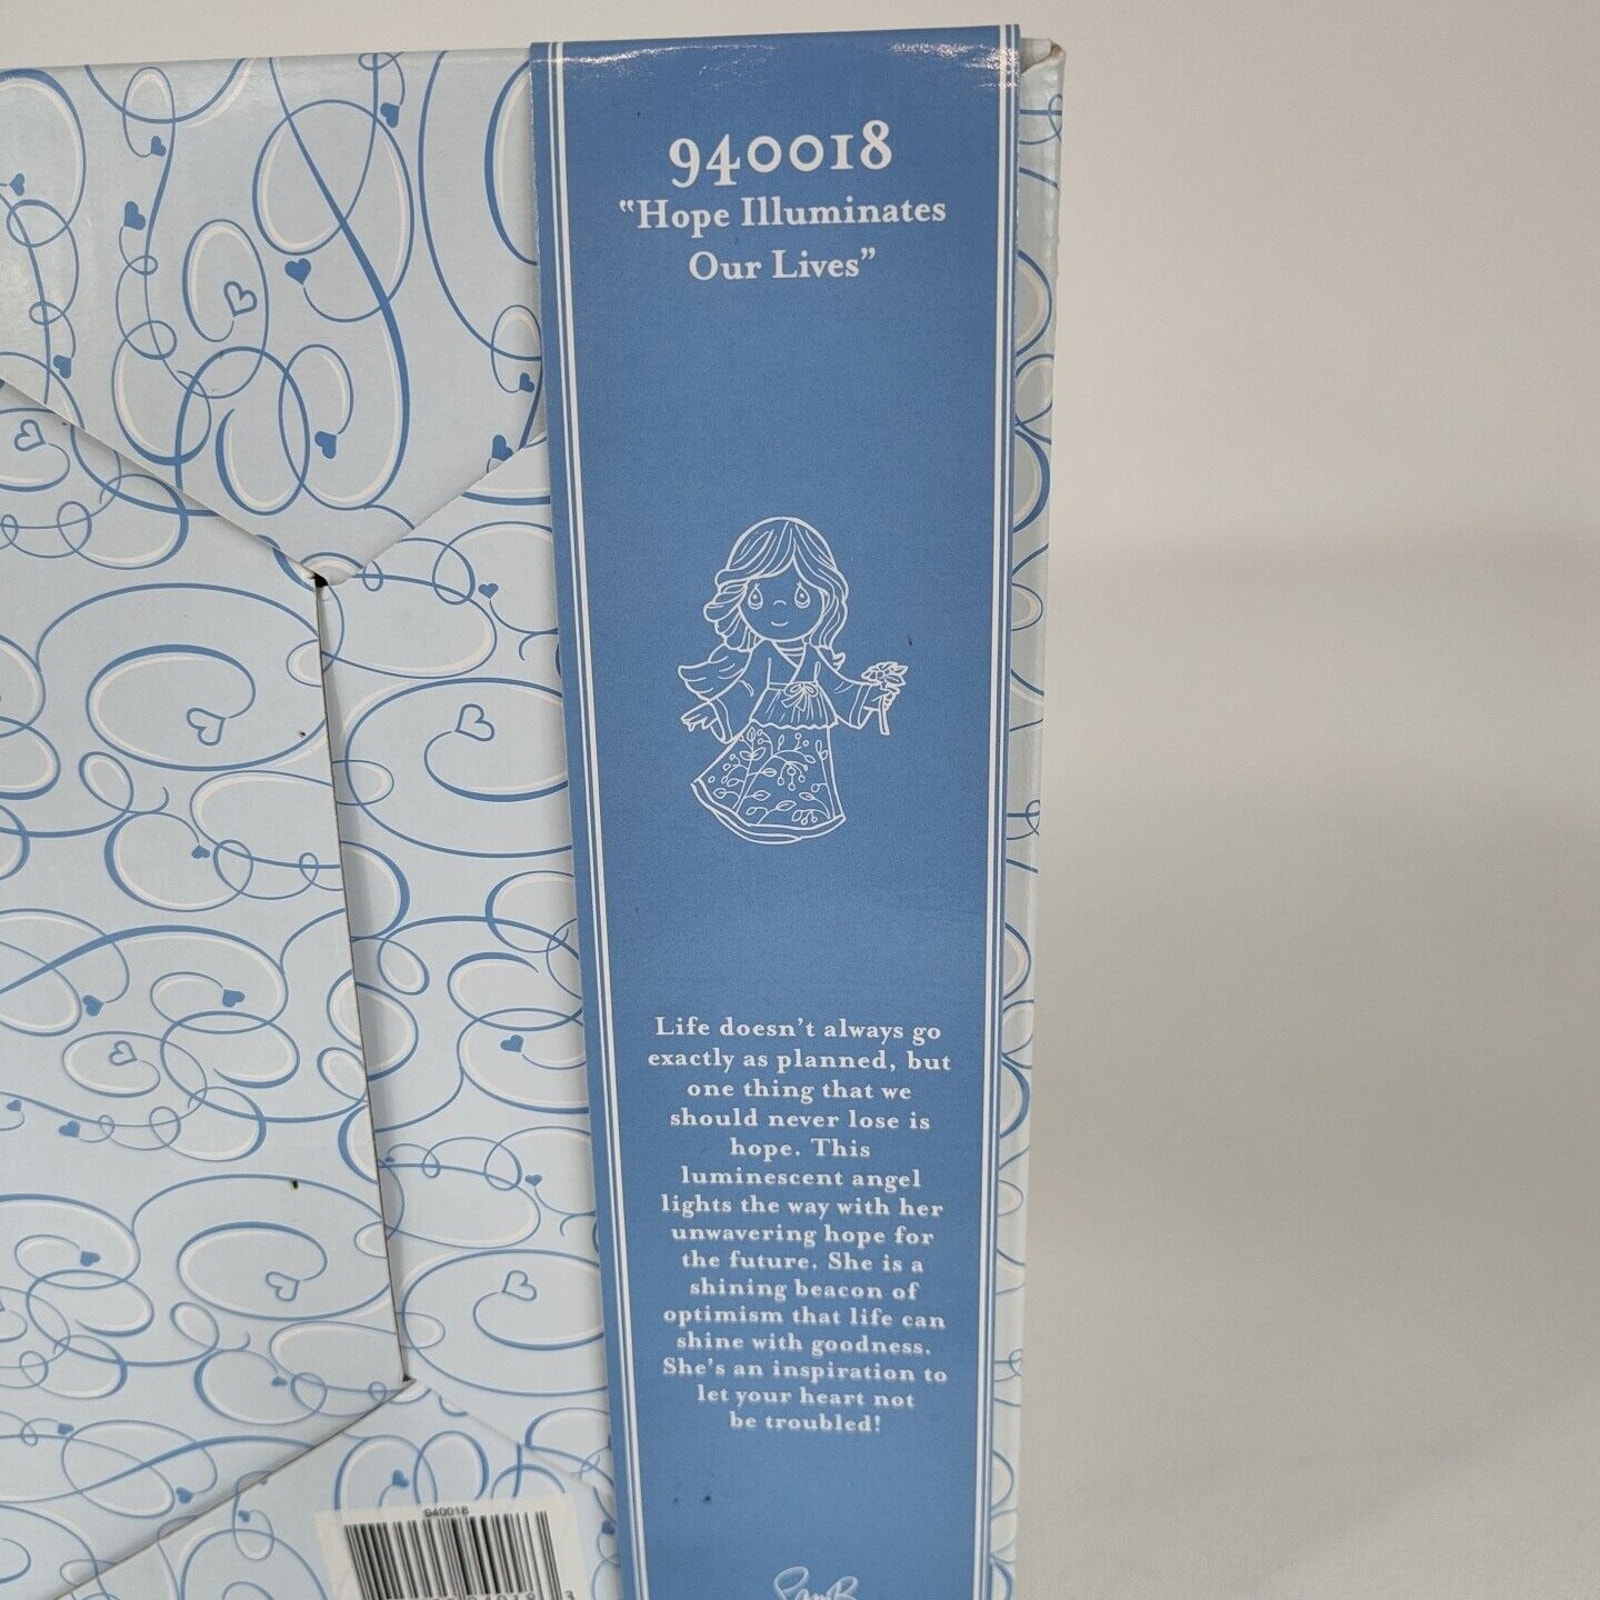 940018
"Hope Illuminates
Our Lives"
Life doesn't always go
exactly as planned, but
one thing that we
should never lose is
hope. This
luminescent angel
lights the way with her
unwavering hope for
the future. She is a
shining beacon of
optimism that life can
shine with goodness.
She's an inspiration to
let your heart not
be troubled!
940018